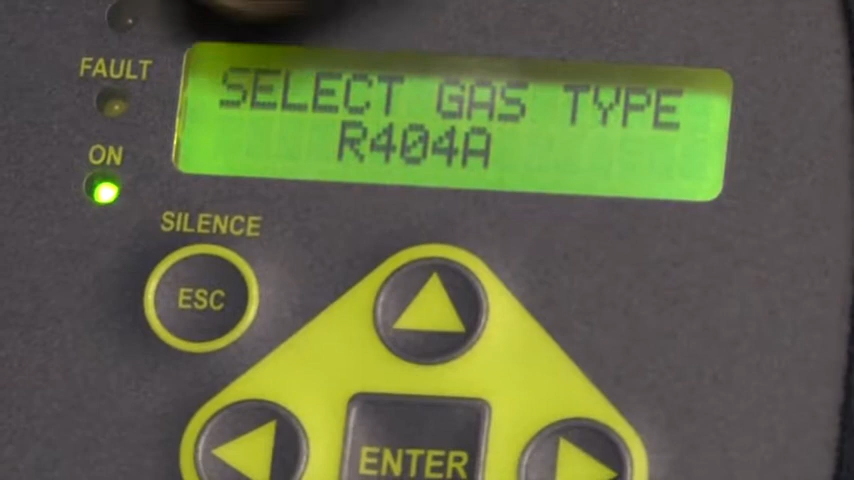 FAULT
SELECT GAS TYPE
R404A
ON
SILENCE
ESC
ENTER